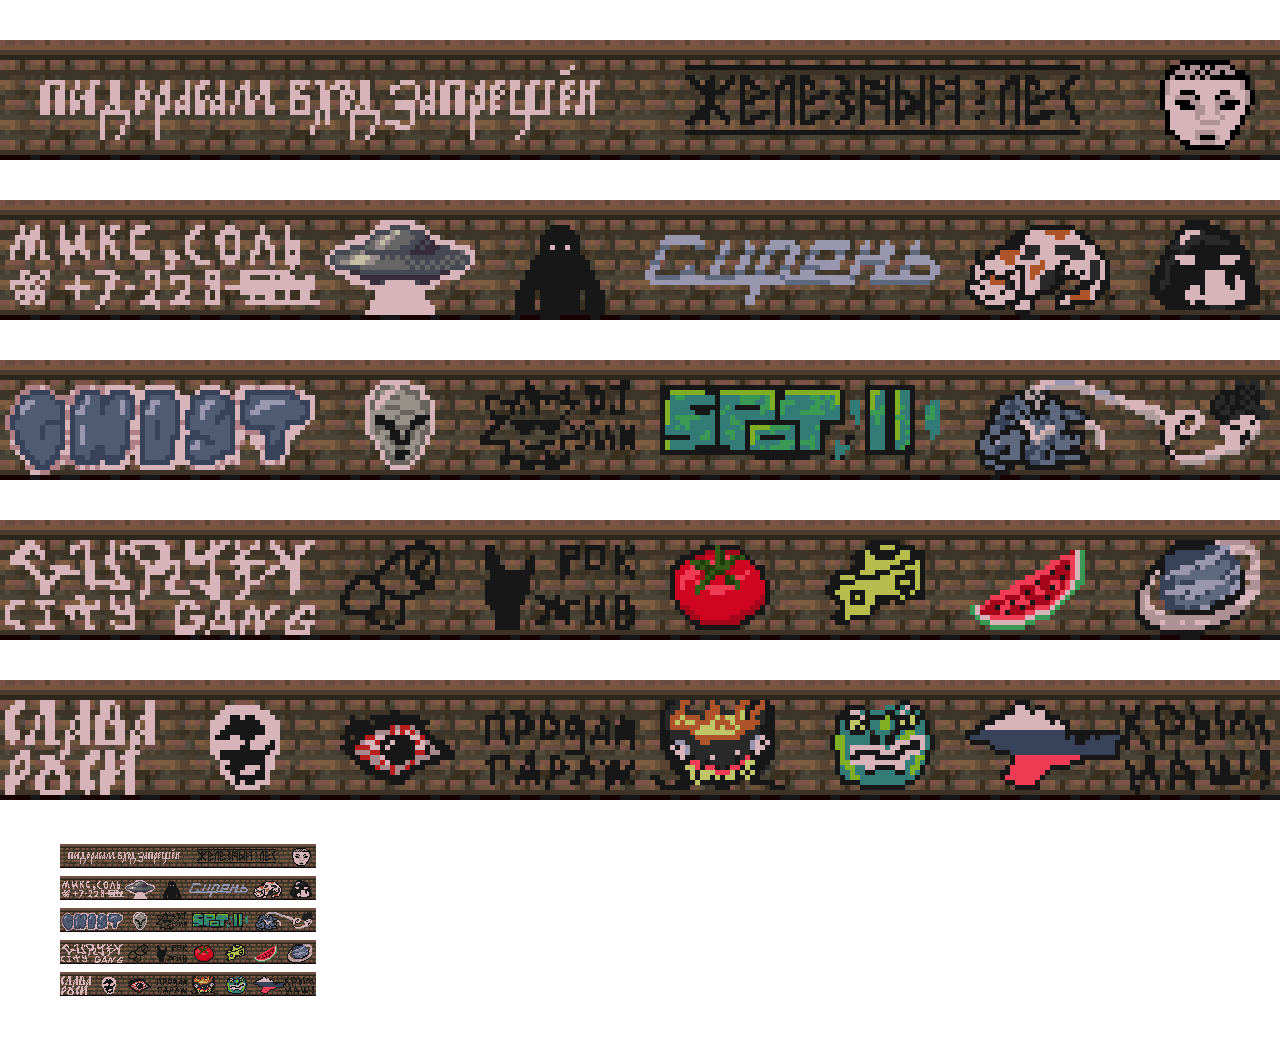 пидорасам вход запрещён
ЖЕЛЕЗНЫЙ ЛЕС
МИКС, СОЛЬ
# +7-228
Сирень
DJ
SPOT
CITY GANG
РОК
ЖИВ
СЛАВА
РОСИ
ПРОДАМ
ГАРАЖ
КРЫМ
НАШ!